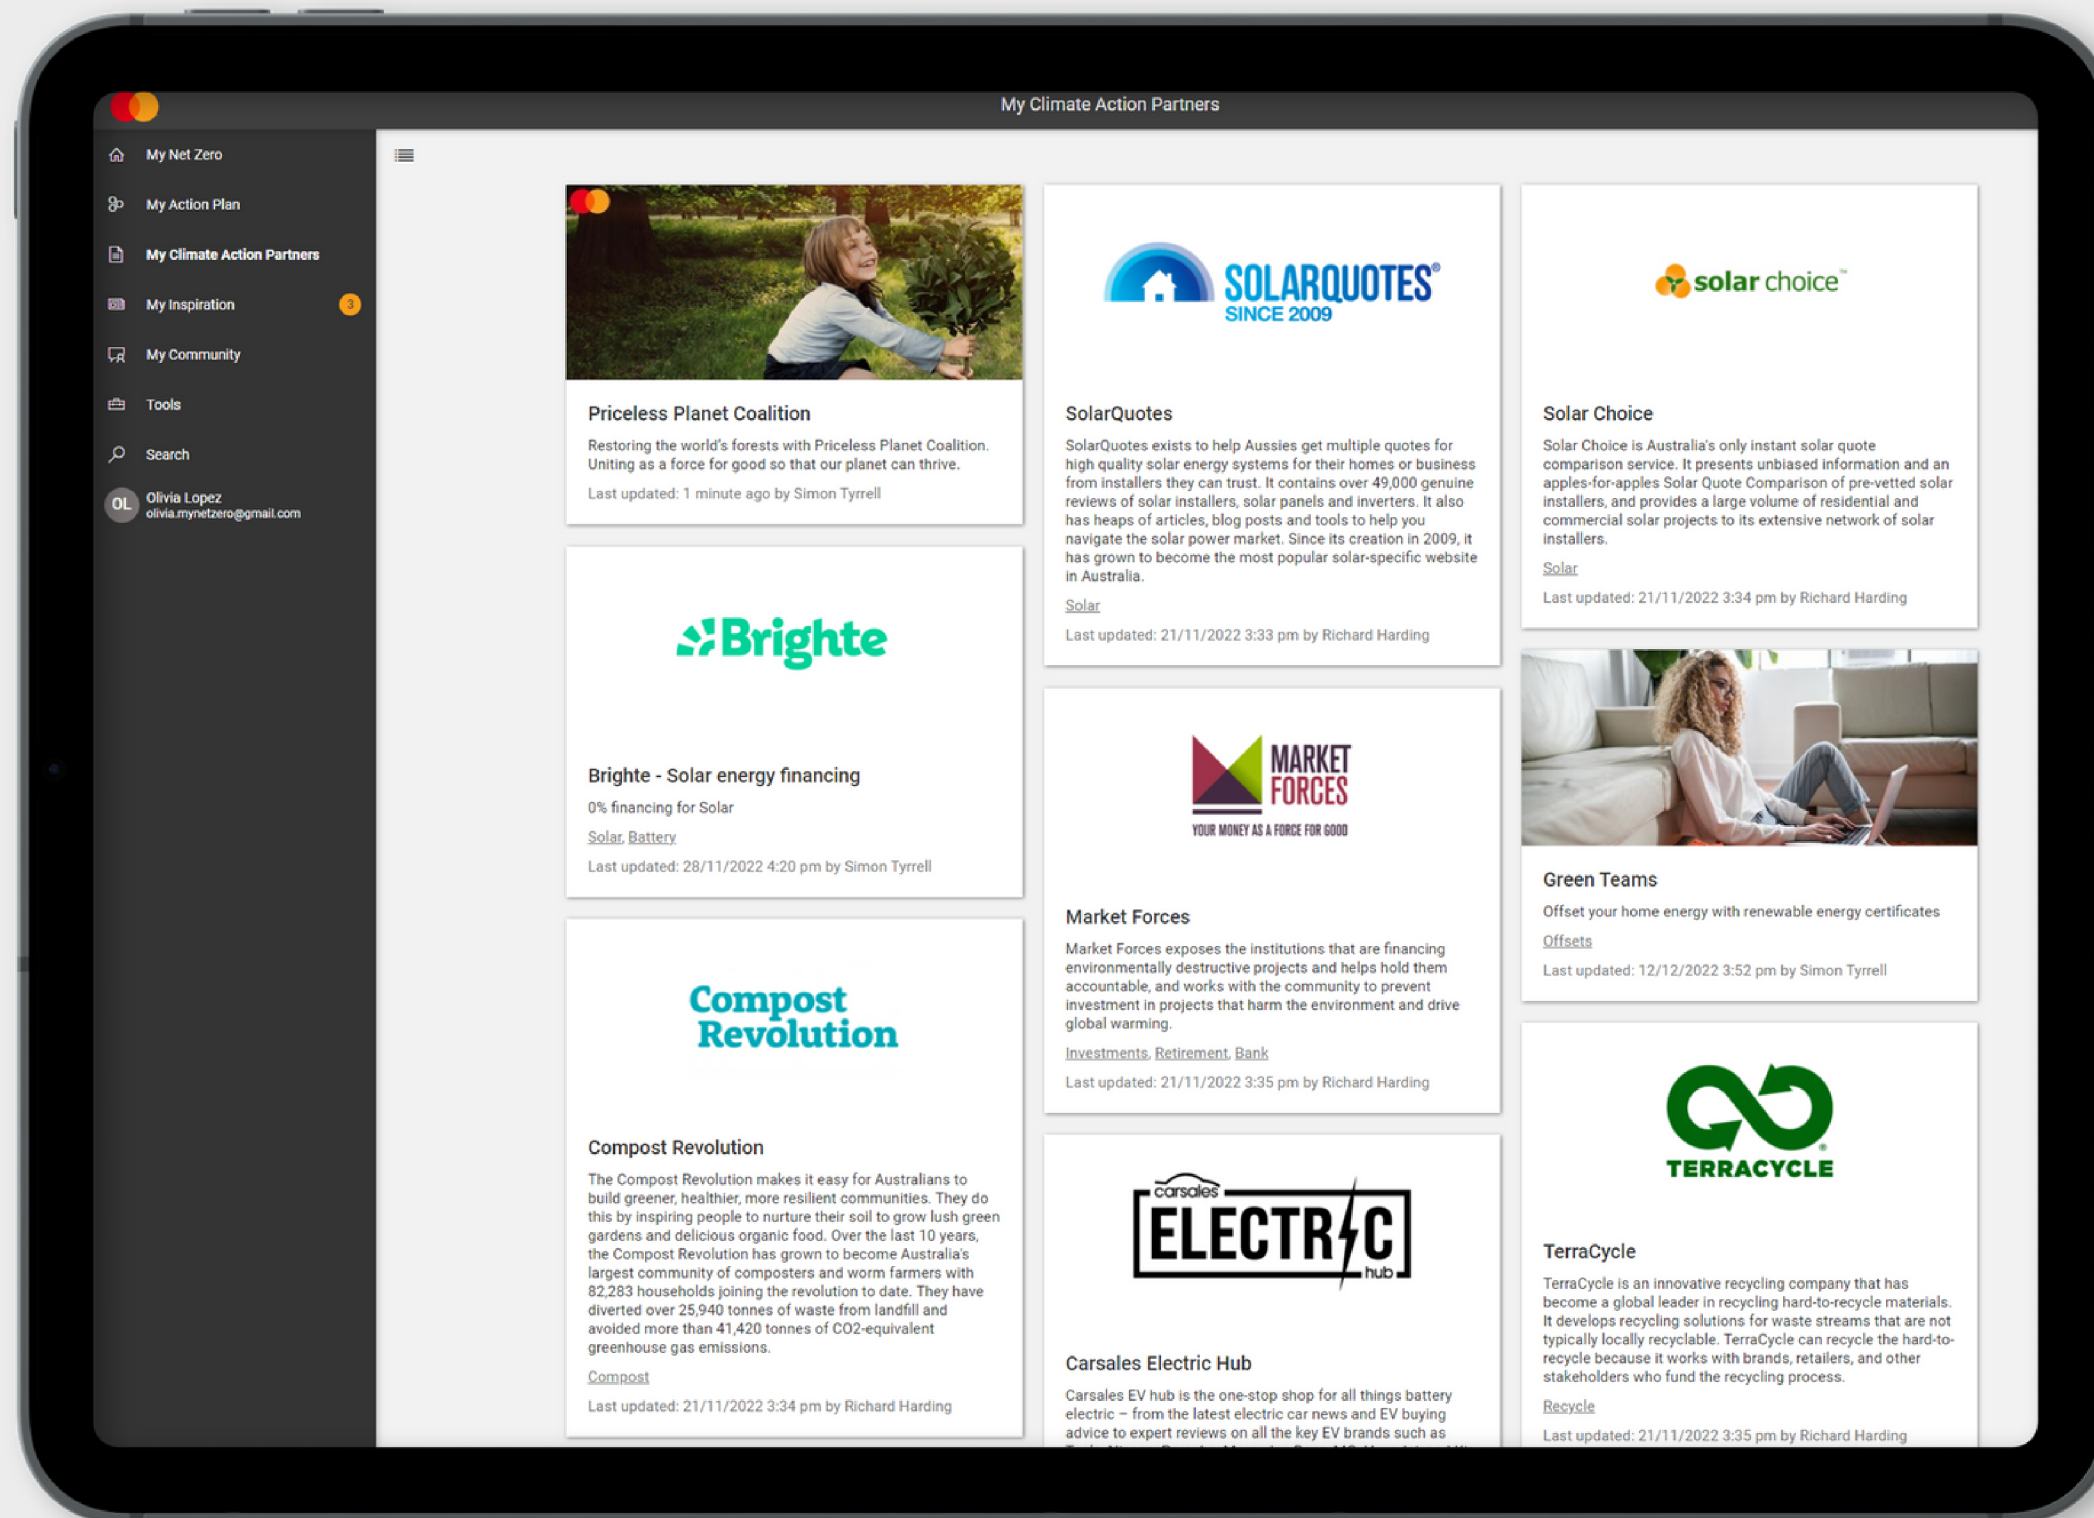 My Climate Action Partners
My Net Zero
My Action Plan
My Climate Action Partners
My Inspiration
3
My Community
Tools
Search
OL
Olivia Lopez
olivia.mynetzero@gmail.com
Priceless Planet Coalition
Restoring the world's forests with Priceless Planet Coalition.
Uniting as a force for good so that our planet can thrive.
Last updated: 1 minute ago by Simon Tyrrell
Brighte
Brighte - Solar energy financing
0% financing for Solar
Solar, Battery
Last updated: 28/11/2022 4:20 pm by Simon Tyrrell
Compost
Revolution
Compost Revolution
The Compost Revolution makes it easy for Australians to
build greener, healthier, more resilient communities. They do
this by inspiring people to nurture their soil to grow lush green
gardens and delicious organic food. Over the last 10 years,
the Compost Revolution has grown to become Australia's
largest community of composters and worm farmers with
82,283 households joining the revolution to date. They have
diverted over 25,940 tonnes of waste from landfill and
avoided more than 41,420 tonnes of CO2-equivalent
greenhouse gas emissions.
Compost
Last updated: 21/11/2022 3:34 pm by Richard Harding
SOLARQUOTES®
SINCE 2009
SolarQuotes
SolarQuotes exists to help Aussies get multiple quotes for
high quality solar energy systems for their homes or business
from installers they can trust. It contains over 49,000 genuine
reviews of solar installers, solar panels and inverters. It also
has heaps of articles, blog posts and tools to help you
navigate the solar power market. Since its creation in 2009, it
has grown to become the most popular solar-specific website
in Australia.
Solar
Last updated: 21/11/2022 3:33 pm by Richard Harding
MARKET
FORCES
YOUR MONEY AS A FORCE FOR GOOD
Market Forces
Market Forces exposes the institutions that are financing
environmentally destructive projects and helps hold them
accountable, and works with the community to prevent
investment in projects that harm the environment and drive
global warming.
Investments, Retirement, Bank
Last updated: 21/11/2022 3:35 pm by Richard Harding
carsales
ELECTRIC
hub
Carsales Electric Hub
Carsales EV hub is the one-stop shop for all things battery
electric – from the latest electric car news and EV buying
advice to expert reviews on all the key EV brands such as
solar choice™
Solar Choice
Solar Choice is Australia's only instant solar quote
comparison service. It presents unbiased information and an
apples-for-apples Solar Quote Comparison of pre-vetted solar
installers, and provides a large volume of residential and
commercial solar projects to its extensive network of solar
installers.
Solar
Last updated: 21/11/2022 3:34 pm by Richard Harding
Green Teams
Offset your home energy with renewable energy certificates
Offsets
Last updated: 12/12/2022 3:52 pm by Simon Tyrrell
TERRACYCLE®
TerraCycle
TerraCycle is an innovative recycling company that has
become a global leader in recycling hard-to-recycle materials.
It develops recycling solutions for waste streams that are not
typically locally recyclable. TerraCycle can recycle the hard-to-
recycle because it works with brands, retailers, and other
stakeholders who fund the recycling process.
Recycle
Last updated: 21/11/2022 3:35 pm by Richard Harding